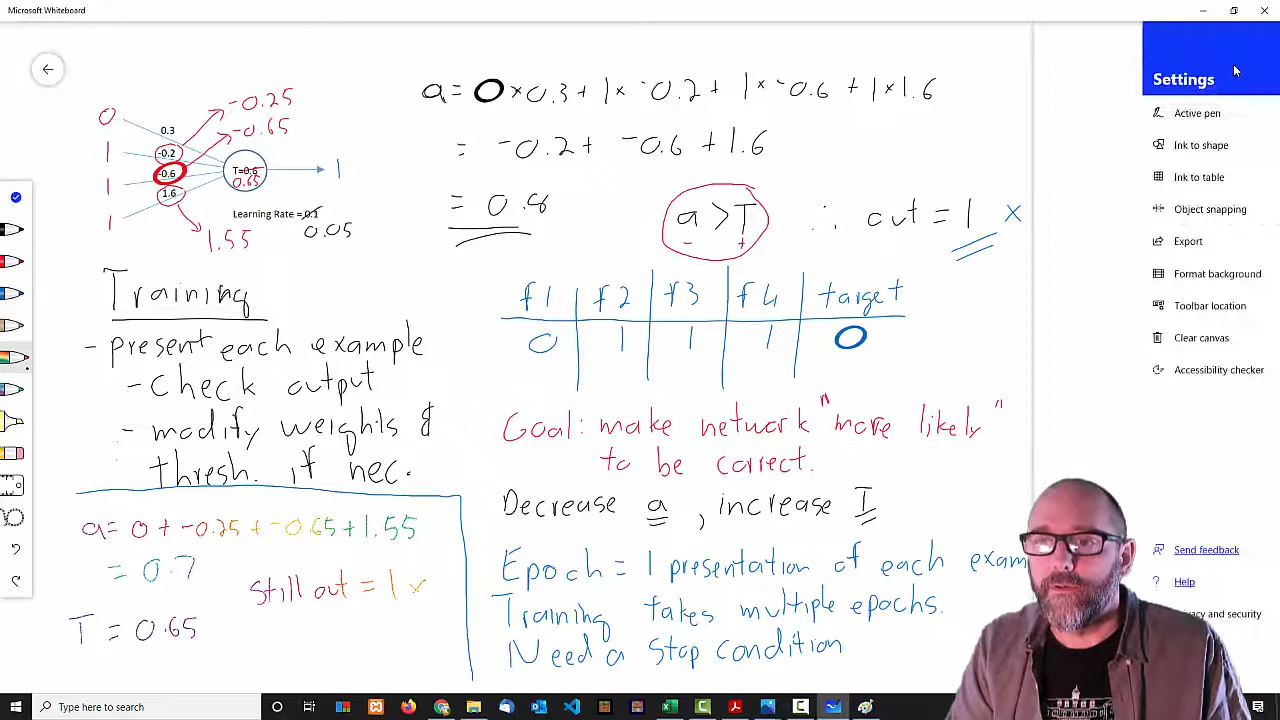 Microsoft Whiteboard
Settings
Active pen
Ink to shape
Ink to table
Object snapping
Export
Format background
Toolbar location
Clear canvas
Accessibility checker
Send feedback
Help
acy and security
0
1
1
1
0.3
-0.2
-0.6
1.6
-0.25
-0.65
1.55
T=0.6
0.65
1
Learning Rate = 0.1
0.05
a = 0 × 0.3 + 1 × -0.2 + 1 × -0.6 + 1 × 1.6
= -0.2 + -0.6 + 1.6
= 0.8
a > T ∴ out = 1 ×
- +
f1 f2 f3 f4 target
0 1 1 1 0
Training
- present each example
- check output
- modify weights &
thresh. if nec.
Goal: make network "more likely"
to be correct.
Decrease a, increase T
Epoch = 1 presentation of each exam
Training takes multiple epochs.
Need a stop condition
a = 0 + -0.25 + -0.65 + 1.55
= 0.7
Still out = 1 ×
T = 0.65
Type here to search